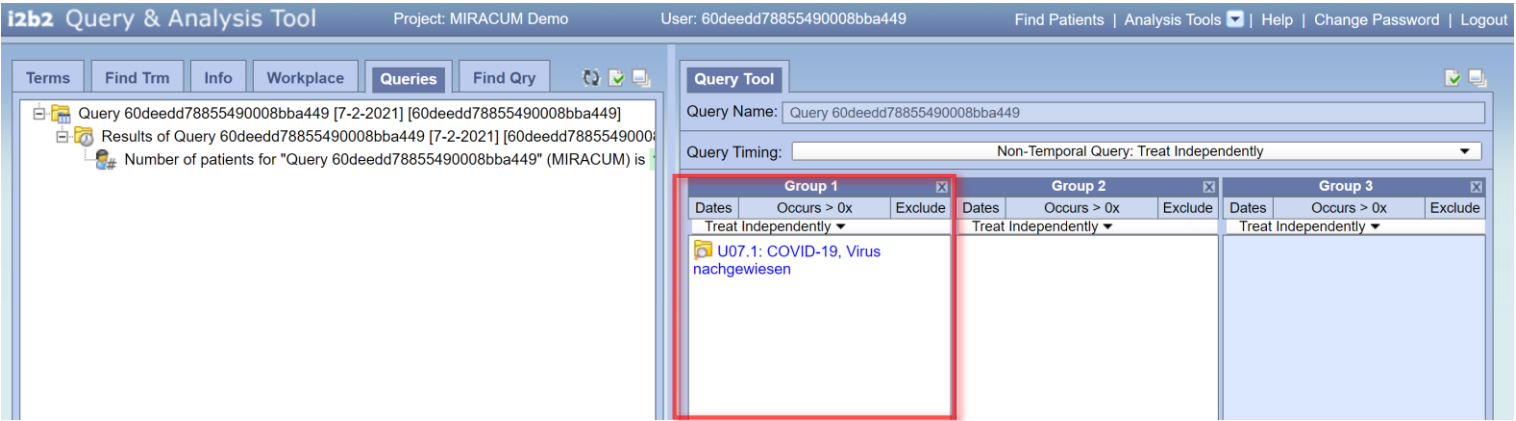 i2b2 Query & Analysis Tool Project: MIRACUM Demo User: 60deedd78855490008bba449 Find Patients | Analysis Tools | Help | Change Password | Logout
Terms Find Trm Info Workplace Queries Find Qry
Query 60deedd78855490008bba449 [7-2-2021] [60deedd78855490008bba449]
Results of Query 60deedd78855490008bba449 [7-2-2021] [60deedd78855490008
Number of patients for "Query 60deedd78855490008bba449" (MIRACUM) is
Query Tool
Query Name: Query 60deedd78855490008bba449
Query Timing: Non-Temporal Query: Treat Independently
Group 1 Group 2 Group 3
Dates Occurs > 0x Exclude Dates Occurs > 0x Exclude Dates Occurs > 0x Exclude
Treat Independently Treat Independently Treat Independently
U07.1: COVID-19, Virus
nachgewiesen